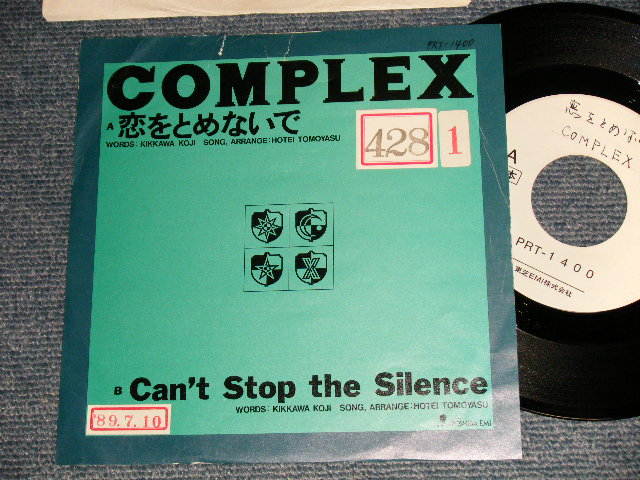 PRT-1400
COMPLEX
A 恋をとめないで
WORDS: KIKKAWA KOJI SONG, ARRANGE: HOTEI TOMOYASU
428
1
B Can't Stop the Silence
WORDS: KIKKAWA KOJI SONG, ARRANGE: HOTEI TOMOYASU
'89.7.10
TOSHIBA EMI
恋をとめな
COMPLEX
A
PRT-1400
東芝EMI株式会社